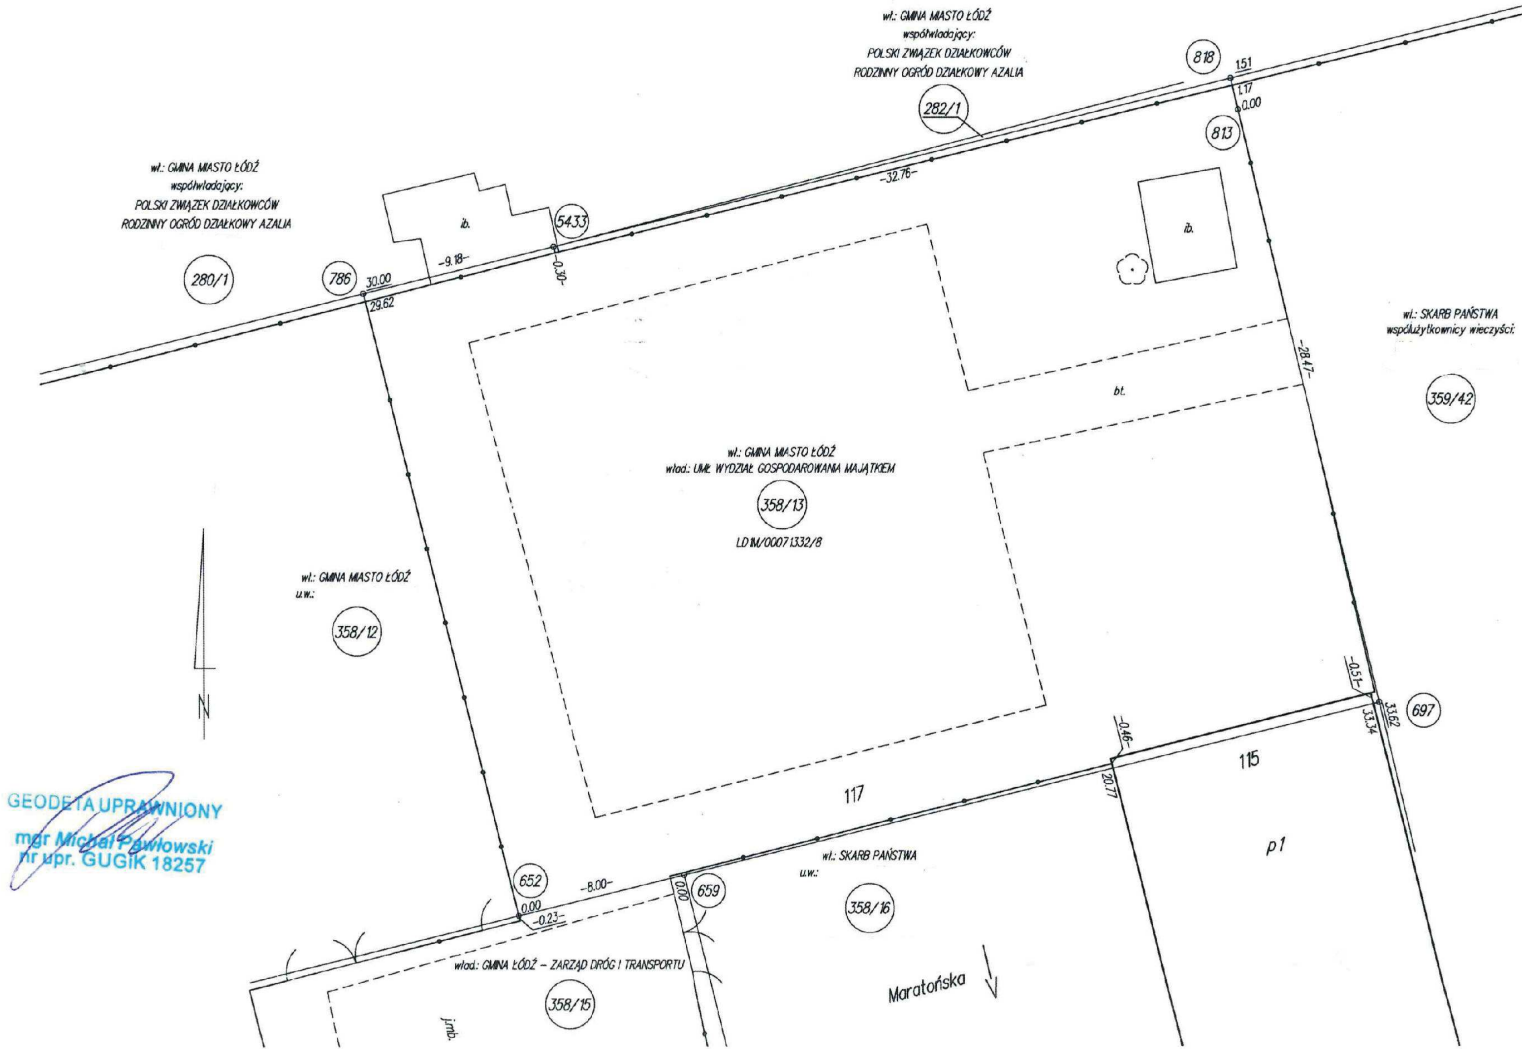 wł.: GMINA MIASTO ŁÓDŹ
współwładający:
POLSKI ZWIĄZEK DZIAŁKOWCÓW
RODZINNY OGRÓD DZIAŁKOWY AZALIA
282/1
818
1.51
1.17
0.00
813
wł.: GMINA MIASTO ŁÓDŹ
współwładający:
POLSKI ZWIĄZEK DZIAŁKOWCÓW
RODZINNY OGRÓD DZIAŁKOWY AZALIA
280/1
ib.
5433
-32.76-
-9.18-
-0.30-
786
30.00
29.62
ib.
wł.: SKARB PAŃSTWA
współużytkownicy wieczyści:
359/42
-28.47-
bt.
wł.: GMINA MIASTO ŁÓDŹ
wład.: UMŁ WYDZIAŁ GOSPODAROWANIA MAJĄTKIEM
358/13
LD1M/00071332/8
wł.: GMINA MIASTO ŁÓDŹ
u.w.:
358/12
N
-0.51-
33.62
33.34
697
-0.46-
20.77
115
117
p1
GEODETA UPRAWNIONY
mgr Michał Pawłowski
nr upr. GUGiK 18257
652
0.00
-0.23-
-8.00-
0.00
659
wł.: SKARB PAŃSTWA
u.w.:
358/16
wład.: GMINA ŁÓDŹ - ZARZĄD DRÓG I TRANSPORTU
358/15
j.mb.
Maratońska